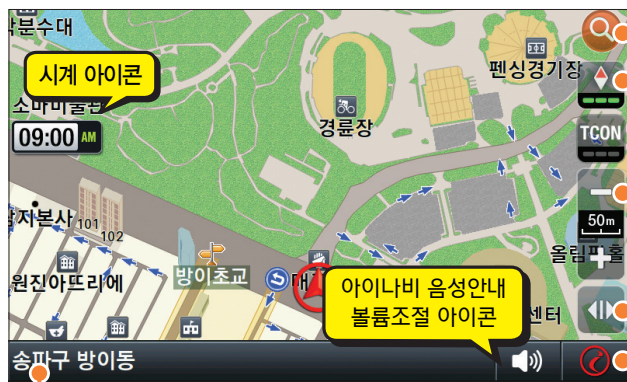 분수대
펜싱경기장
시계 아이콘
소마미술관
09:00 AM
경륜장
TCON
50m
지본사
101
102
올림픽홀
원진아뜨리에
방이초교
대
아이나비 음성안내
볼륨조절 아이콘
센터
송파구 방이동